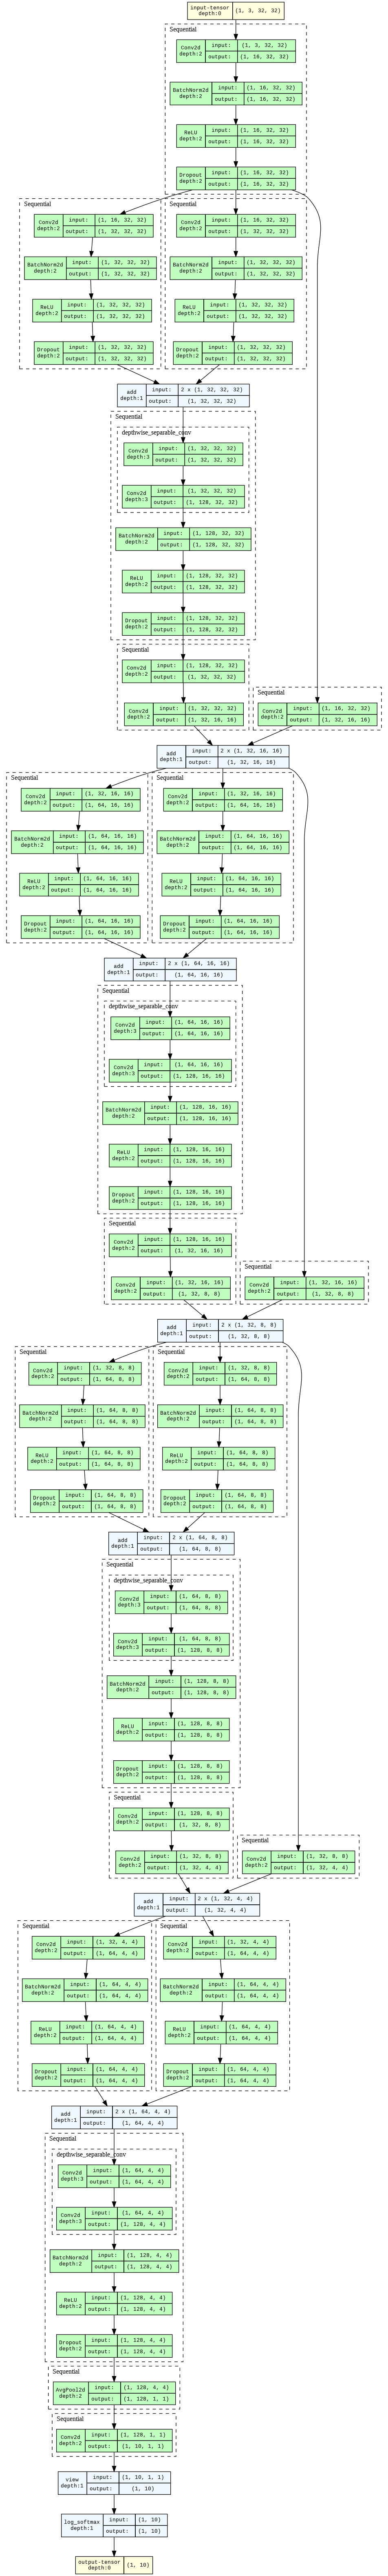 input-tensor
depth:0
(1, 3, 32, 32)
Sequential
Conv2d
depth:2
input: (1, 3, 32, 32)
output: (1, 16, 32, 32)
BatchNorm2d
depth:2
input: (1, 16, 32, 32)
output: (1, 16, 32, 32)
ReLU
depth:2
input: (1, 16, 32, 32)
output: (1, 16, 32, 32)
Dropout
depth:2
input: (1, 16, 32, 32)
output: (1, 16, 32, 32)
Sequential
Conv2d
depth:2
input: (1, 16, 32, 32)
output: (1, 32, 32, 32)
BatchNorm2d
depth:2
input: (1, 32, 32, 32)
output: (1, 32, 32, 32)
ReLU
depth:2
input: (1, 32, 32, 32)
output: (1, 32, 32, 32)
Dropout
depth:2
input: (1, 32, 32, 32)
output: (1, 32, 32, 32)
Sequential
Conv2d
depth:2
input: (1, 16, 32, 32)
output: (1, 32, 32, 32)
BatchNorm2d
depth:2
input: (1, 32, 32, 32)
output: (1, 32, 32, 32)
ReLU
depth:2
input: (1, 32, 32, 32)
output: (1, 32, 32, 32)
Dropout
depth:2
input: (1, 32, 32, 32)
output: (1, 32, 32, 32)
add
depth:1
input: 2 x (1, 32, 32, 32)
output: (1, 32, 32, 32)
Sequential
depthwise_separable_conv
Conv2d
depth:3
input: (1, 32, 32, 32)
output: (1, 32, 32, 32)
Conv2d
depth:3
input: (1, 32, 32, 32)
output: (1, 128, 32, 32)
BatchNorm2d
depth:2
input: (1, 128, 32, 32)
output: (1, 128, 32, 32)
ReLU
depth:2
input: (1, 128, 32, 32)
output: (1, 128, 32, 32)
Dropout
depth:2
input: (1, 128, 32, 32)
output: (1, 128, 32, 32)
Sequential
Conv2d
depth:2
input: (1, 128, 32, 32)
output: (1, 32, 32, 32)
Conv2d
depth:2
input: (1, 32, 32, 32)
output: (1, 32, 16, 16)
Sequential
Conv2d
depth:2
input: (1, 16, 32, 32)
output: (1, 32, 16, 16)
add
depth:1
input: 2 x (1, 32, 16, 16)
output: (1, 32, 16, 16)
Sequential
Conv2d
depth:2
input: (1, 32, 16, 16)
output: (1, 64, 16, 16)
BatchNorm2d
depth:2
input: (1, 64, 16, 16)
output: (1, 64, 16, 16)
ReLU
depth:2
input: (1, 64, 16, 16)
output: (1, 64, 16, 16)
Dropout
depth:2
input: (1, 64, 16, 16)
output: (1, 64, 16, 16)
Sequential
Conv2d
depth:2
input: (1, 32, 16, 16)
output: (1, 64, 16, 16)
BatchNorm2d
depth:2
input: (1, 64, 16, 16)
output: (1, 64, 16, 16)
ReLU
depth:2
input: (1, 64, 16, 16)
output: (1, 64, 16, 16)
Dropout
depth:2
input: (1, 64, 16, 16)
output: (1, 64, 16, 16)
add
depth:1
input: 2 x (1, 64, 16, 16)
output: (1, 64, 16, 16)
Sequential
depthwise_separable_conv
Conv2d
depth:3
input: (1, 64, 16, 16)
output: (1, 64, 16, 16)
Conv2d
depth:3
input: (1, 64, 16, 16)
output: (1, 128, 16, 16)
BatchNorm2d
depth:2
input: (1, 128, 16, 16)
output: (1, 128, 16, 16)
ReLU
depth:2
input: (1, 128, 16, 16)
output: (1, 128, 16, 16)
Dropout
depth:2
input: (1, 128, 16, 16)
output: (1, 128, 16, 16)
Sequential
Conv2d
depth:2
input: (1, 128, 16, 16)
output: (1, 32, 16, 16)
Conv2d
depth:2
input: (1, 32, 16, 16)
output: (1, 32, 8, 8)
Sequential
Conv2d
depth:2
input: (1, 32, 16, 16)
output: (1, 32, 8, 8)
add
depth:1
input: 2 x (1, 32, 8, 8)
output: (1, 32, 8, 8)
Sequential
Conv2d
depth:2
input: (1, 32, 8, 8)
output: (1, 64, 8, 8)
BatchNorm2d
depth:2
input: (1, 64, 8, 8)
output: (1, 64, 8, 8)
ReLU
depth:2
input: (1, 64, 8, 8)
output: (1, 64, 8, 8)
Dropout
depth:2
input: (1, 64, 8, 8)
output: (1, 64, 8, 8)
Sequential
Conv2d
depth:2
input: (1, 32, 8, 8)
output: (1, 64, 8, 8)
BatchNorm2d
depth:2
input: (1, 64, 8, 8)
output: (1, 64, 8, 8)
ReLU
depth:2
input: (1, 64, 8, 8)
output: (1, 64, 8, 8)
Dropout
depth:2
input: (1, 64, 8, 8)
output: (1, 64, 8, 8)
add
depth:1
input: 2 x (1, 64, 8, 8)
output: (1, 64, 8, 8)
Sequential
depthwise_separable_conv
Conv2d
depth:3
input: (1, 64, 8, 8)
output: (1, 64, 8, 8)
Conv2d
depth:3
input: (1, 64, 8, 8)
output: (1, 128, 8, 8)
BatchNorm2d
depth:2
input: (1, 128, 8, 8)
output: (1, 128, 8, 8)
ReLU
depth:2
input: (1, 128, 8, 8)
output: (1, 128, 8, 8)
Dropout
depth:2
input: (1, 128, 8, 8)
output: (1, 128, 8, 8)
Sequential
Conv2d
depth:2
input: (1, 128, 8, 8)
output: (1, 32, 8, 8)
Conv2d
depth:2
input: (1, 32, 8, 8)
output: (1, 32, 4, 4)
Sequential
Conv2d
depth:2
input: (1, 32, 8, 8)
output: (1, 32, 4, 4)
add
depth:1
input: 2 x (1, 32, 4, 4)
output: (1, 32, 4, 4)
Sequential
Conv2d
depth:2
input: (1, 32, 4, 4)
output: (1, 64, 4, 4)
BatchNorm2d
depth:2
input: (1, 64, 4, 4)
output: (1, 64, 4, 4)
ReLU
depth:2
input: (1, 64, 4, 4)
output: (1, 64, 4, 4)
Dropout
depth:2
input: (1, 64, 4, 4)
output: (1, 64, 4, 4)
Sequential
Conv2d
depth:2
input: (1, 32, 4, 4)
output: (1, 64, 4, 4)
BatchNorm2d
depth:2
input: (1, 64, 4, 4)
output: (1, 64, 4, 4)
ReLU
depth:2
input: (1, 64, 4, 4)
output: (1, 64, 4, 4)
Dropout
depth:2
input: (1, 64, 4, 4)
output: (1, 64, 4, 4)
add
depth:1
input: 2 x (1, 64, 4, 4)
output: (1, 64, 4, 4)
Sequential
depthwise_separable_conv
Conv2d
depth:3
input: (1, 64, 4, 4)
output: (1, 64, 4, 4)
Conv2d
depth:3
input: (1, 64, 4, 4)
output: (1, 128, 4, 4)
BatchNorm2d
depth:2
input: (1, 128, 4, 4)
output: (1, 128, 4, 4)
ReLU
depth:2
input: (1, 128, 4, 4)
output: (1, 128, 4, 4)
Dropout
depth:2
input: (1, 128, 4, 4)
output: (1, 128, 4, 4)
Sequential
AvgPool2d
depth:2
input: (1, 128, 4, 4)
output: (1, 128, 1, 1)
Sequential
Conv2d
depth:2
input: (1, 128, 1, 1)
output: (1, 10, 1, 1)
view
depth:1
input: (1, 10, 1, 1)
output: (1, 10)
log_softmax
depth:1
input: (1, 10)
output: (1, 10)
output-tensor
depth:0
(1, 10)